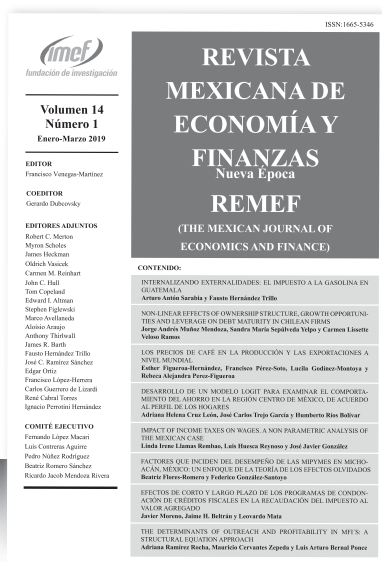 ISSN:1665-5346
imef
fundación de investigación
Volumen 14
Número 1
Enero-Marzo 2019
EDITOR
Francisco Venegas-Martínez
COEDITOR
Gerardo Dubcovsky
EDITORES ADJUNTOS
Robert C. Merton
Myron Scholes
James Heckman
Oldrich Vasicek
Carmen M. Reinhart
John C. Hull
Tom Copeland
Edward I. Altman
Stephen Figlewski
Marco Avellaneda
Aloisio Araujo
Anthony Thirlwall
James R. Barth
Fausto Hernández Trillo
José C. Ramírez Sánchez
Edgar Ortiz
Francisco López-Herrera
Carlos Guerrero de Lizardi
René Cabral Torres
Ignacio Perrotini Hernández
COMITÉ EJECUTIVO
Fernando López Macari
Luis Contreras Aguirre
Pedro Núñez Rodríguez
Beatriz Romero Sánchez
Ricardo Jacob Mendoza Rivera
REVISTA
MEXICANA DE
ECONOMÍA Y
FINANZAS
Nueva Época
REMEF
(THE MEXICAN JOURNAL OF
ECONOMICS AND FINANCE)
CONTENIDO:
INTERNALIZANDO EXTERNALIDADES: EL IMPUESTO A LA GASOLINA EN
GUATEMALA
Arturo Antón Sarabia y Fausto Hernández Trillo
NON-LINEAR EFFECTS OF OWNERSHIP STRUCTURE, GROWTH OPPORTUNI-
TIES AND LEVERAGE ON DEBT MATURITY IN CHILEAN FIRMS
Jorge Andrés Muñoz Mendoza, Sandra María Sepúlveda Yelpo y Carmen Lissette
Veloso Ramos
LOS PRECIOS DE CAFÉ EN LA PRODUCCIÓN Y LAS EXPORTACIONES A
NIVEL MUNDIAL
Esther Figueroa-Hernández, Francisco Pérez-Soto, Lucila Godínez-Montoya y
Rebeca Alejandra Perez-Figueroa
DESARROLLO DE UN MODELO LOGIT PARA EXAMINAR EL COMPORTA-
MIENTO DEL AHORRO EN LA REGIÓN CENTRO DE MÉXICO, DE ACUERDO
AL PERFIL DE LOS HOGARES
Adriana Helena Cruz León, José Carlos Trejo García y Humberto Ríos Bolívar
IMPACT OF INCOME TAXES ON WAGES. A NON PARAMETRIC ANALYSIS OF
THE MEXICAN CASE
Linda Irene Llamas Rembao, Luis Huesca Reynoso y José Javier González
FACTORES QUE INCIDEN DEL DESEMPEÑO DE LAS MIPYMES EN MICHO-
ACÁN, MÉXICO: UN ENFOQUE DE LA TEORÍA DE LOS EFECTOS OLVIDADOS
Beatriz Flores-Romero y Federico González-Santoyo
EFECTOS DE CORTO Y LARGO PLAZO DE LOS PROGRAMAS DE CONDON-
ACIÓN DE CRÉDITOS FISCALES EN LA RECAUDACIÓN DEL IMPUESTO AL
VALOR AGREGADO
Javier Moreno, Jaime H. Beltrán y Leovardo Mata
THE DETERMINANTS OF OUTREACH AND PROFITABILITY IN MFI'S: A
STRUCTURAL EQUATION APPROACH
Adriana Ramírez Rocha, Mauricio Cervantes Zepeda y Luis Arturo Bernal Ponce